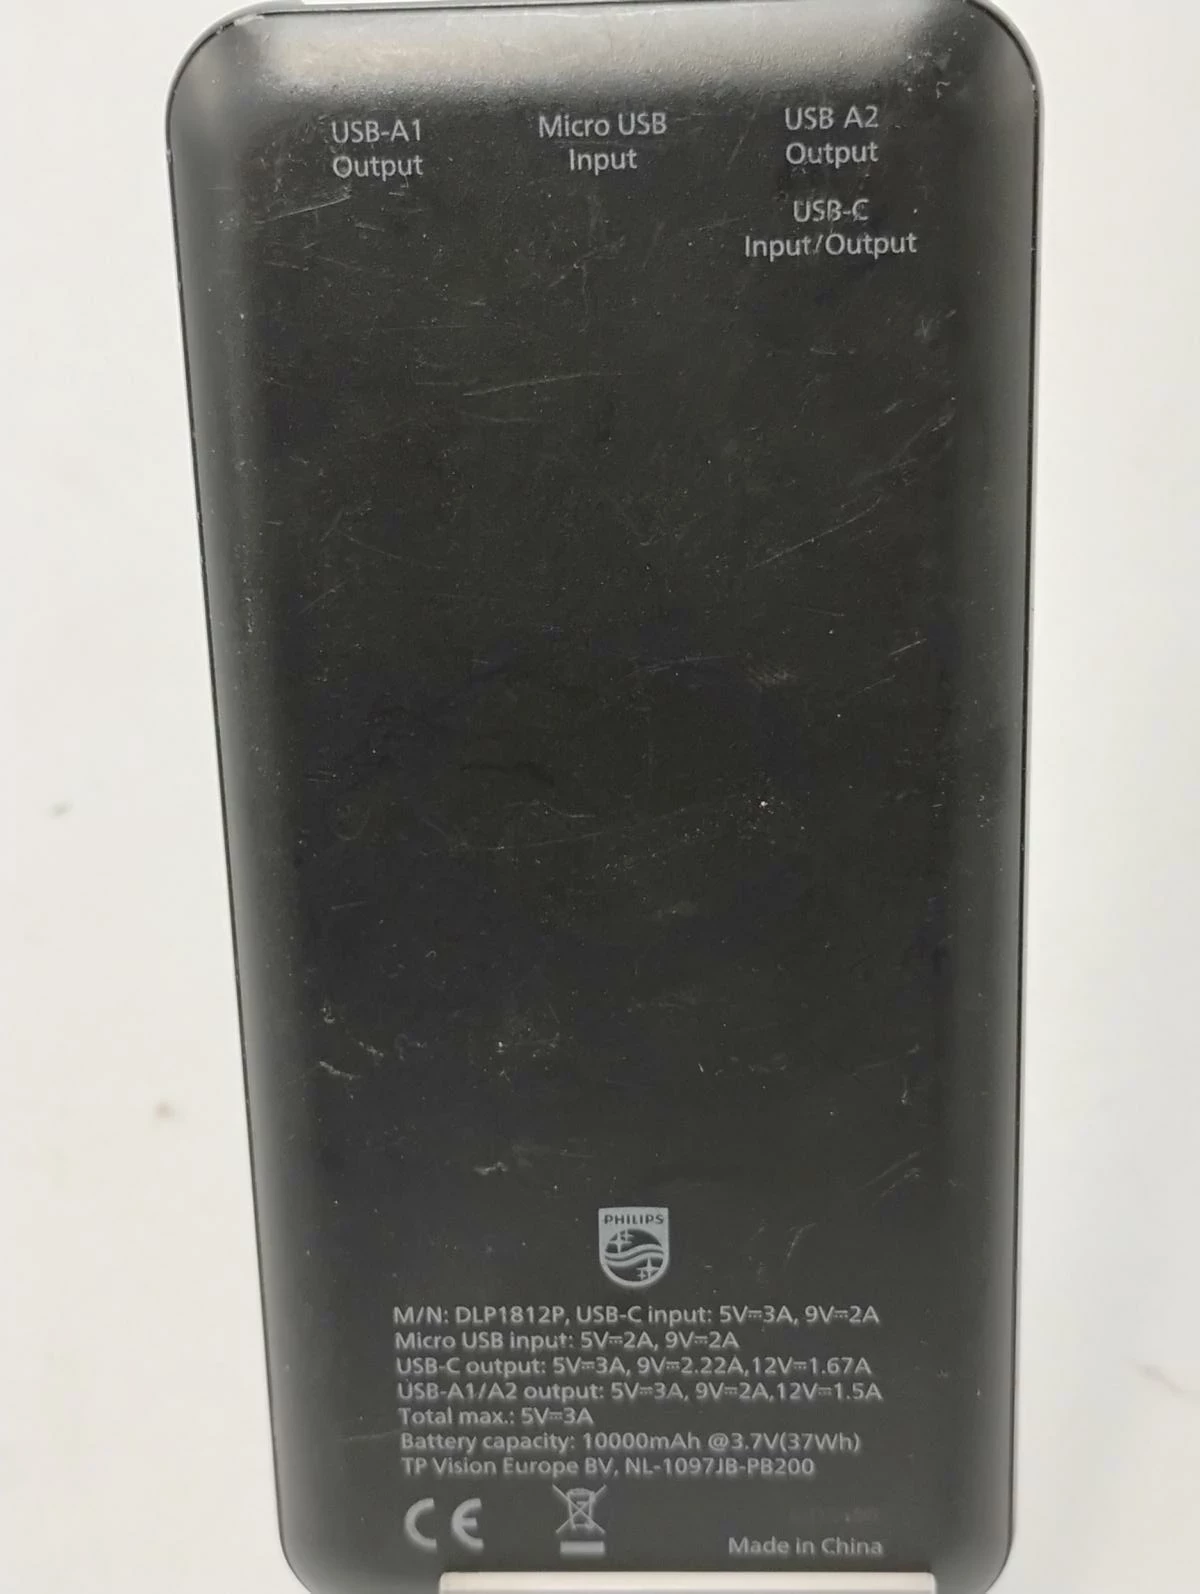 USB-A1
Output
Micro USB
Input
USB A2
Output
USB-C
Input/Output
PHILIPS
M/N: DLP1812P, USB-C input: 5V⎓3A, 9V⎓2A
Micro USB input: 5V⎓2A, 9V⎓2A
USB-C output: 5V⎓3A, 9V⎓2.22A,12V⎓1.67A
USB-A1/A2 output: 5V⎓3A, 9V⎓2A,12V⎓1.5A
Total max.: 5V⎓3A
Battery capacity: 10000mAh @3.7V(37Wh)
TP Vision Europe BV, NL-1097JB-PB200
CE
Made in China